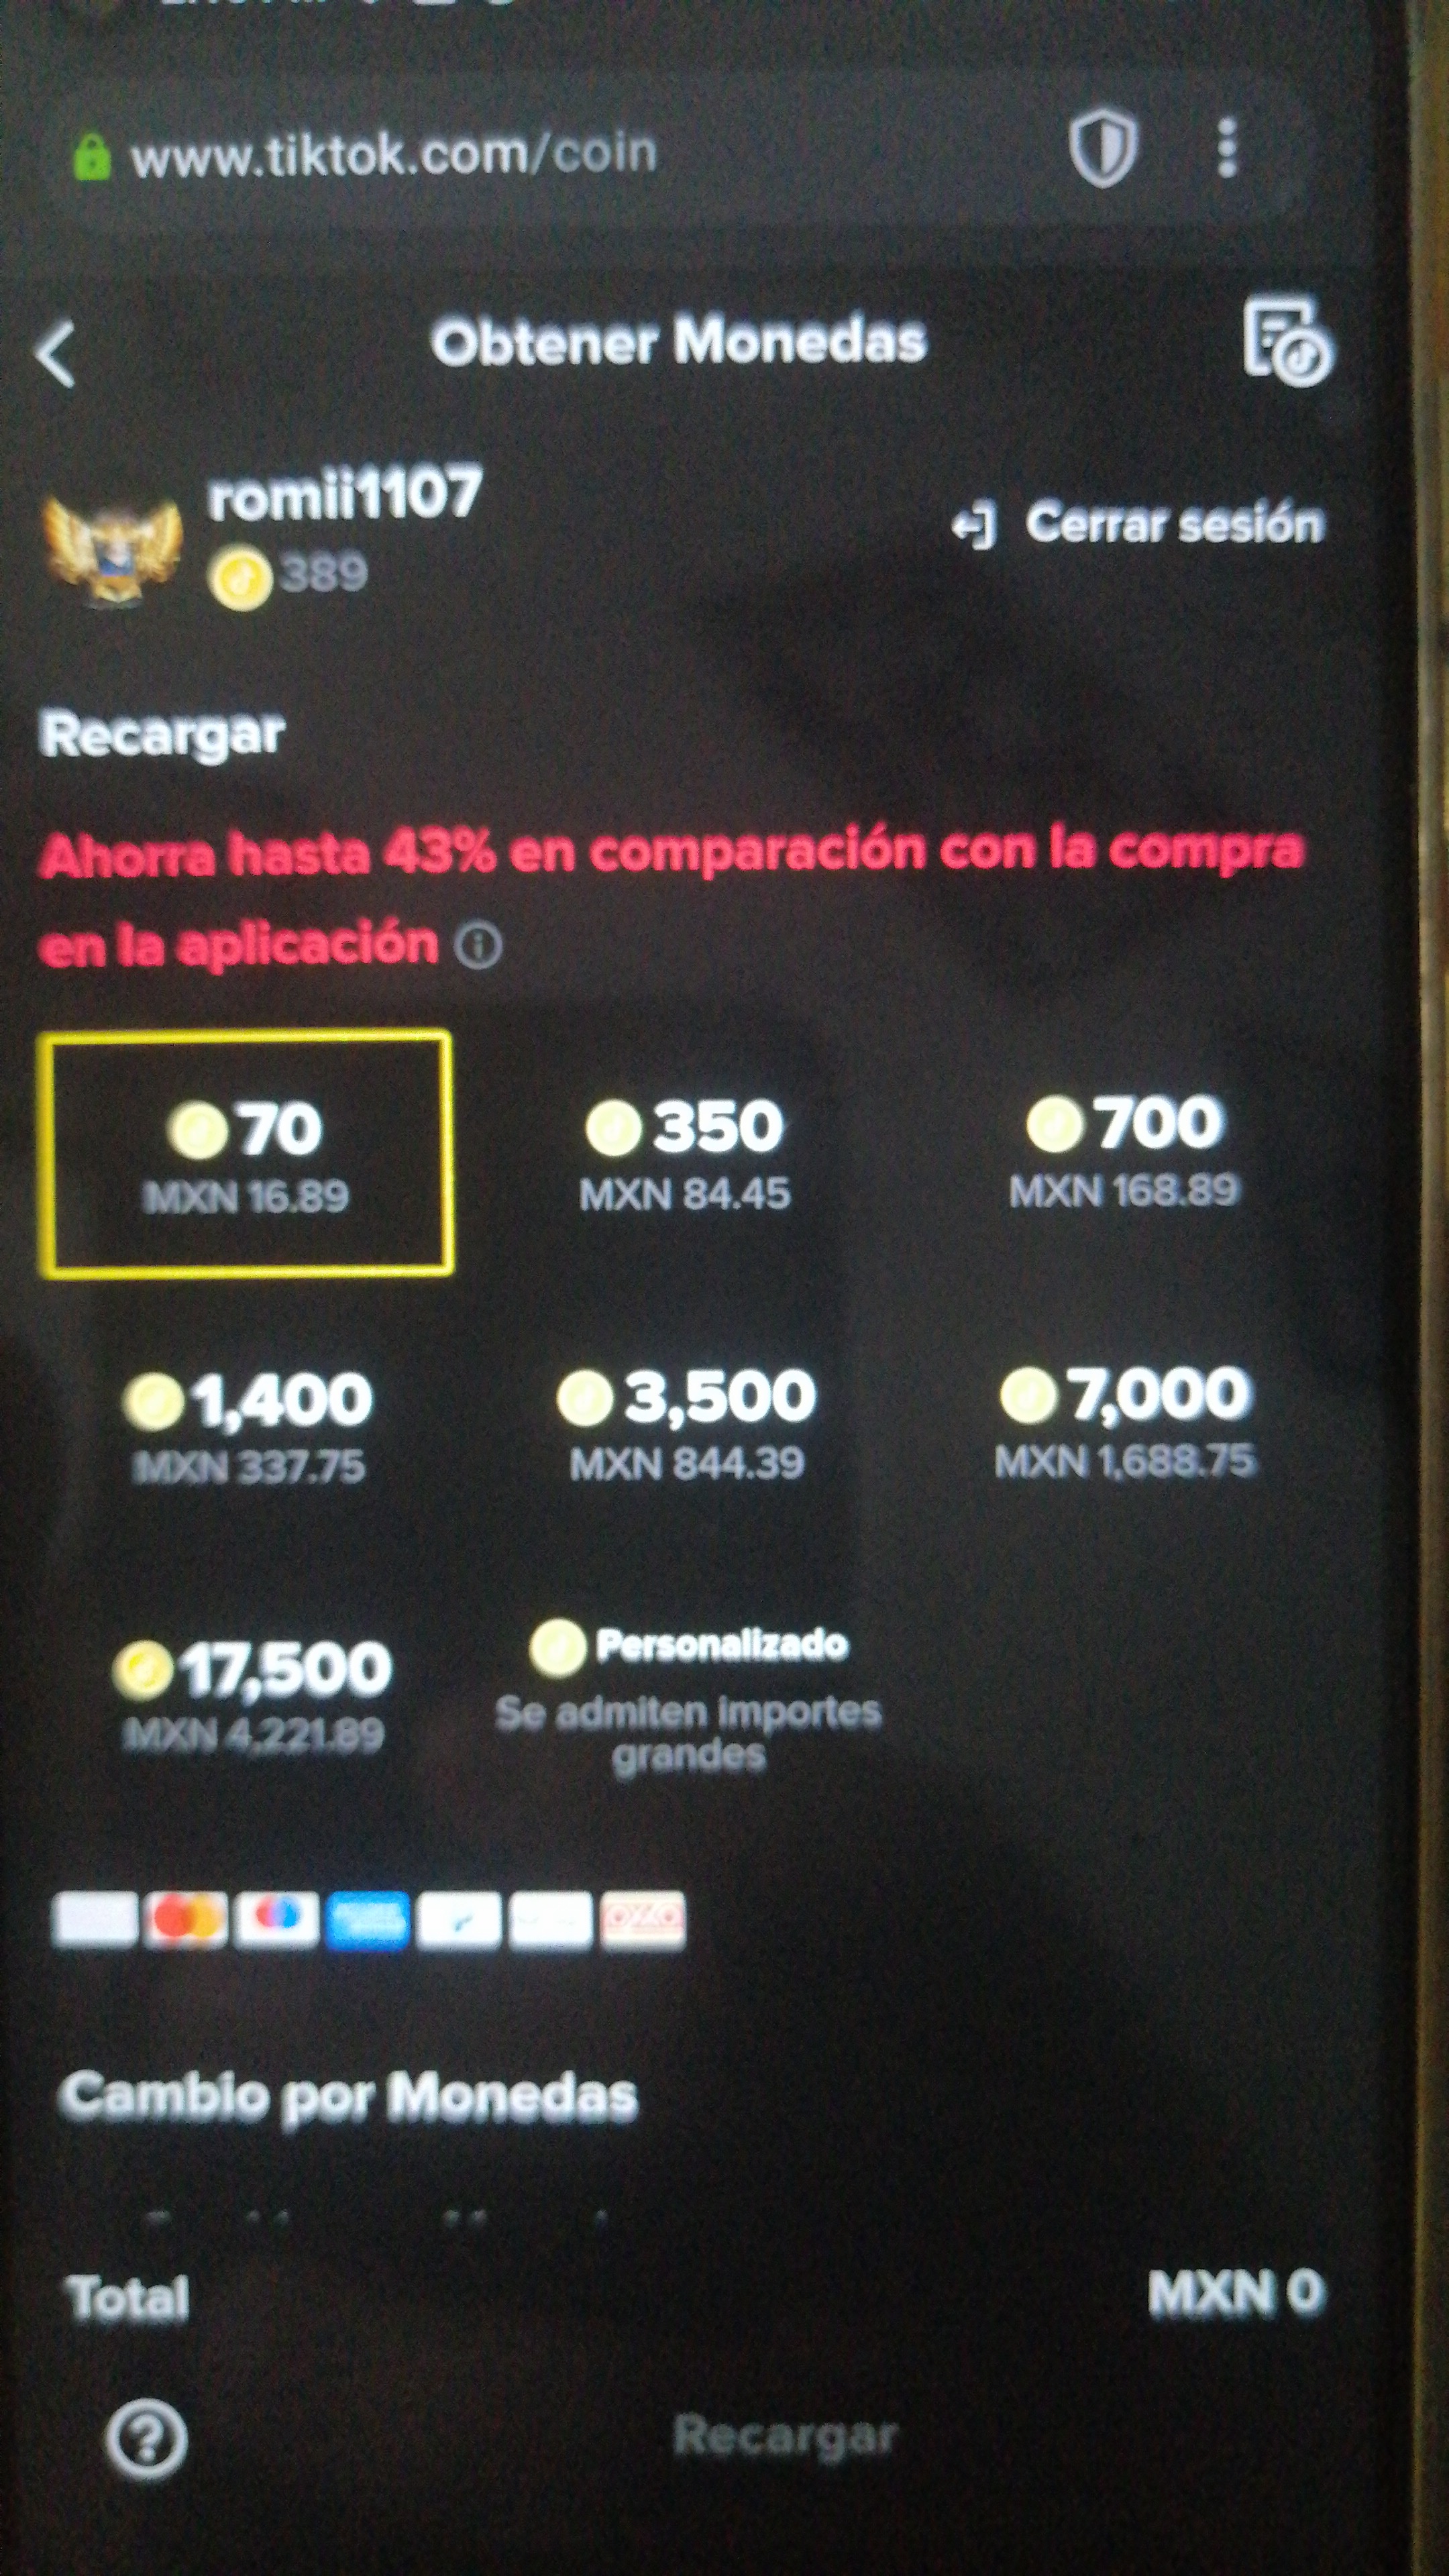 www.tiktok.com/coin
Obtener Monedas
romii1107
389
Cerrar sesión
Recargar
Ahorra hasta 43% en comparación con la compra
en la aplicación
70
MXN 16.89
350
MXN 84.45
700
MXN 168.89
1,400
MXN 337.75
3,500
MXN 844.39
7,000
MXN 1,688.75
17,500
MXN 4,221.89
Personalizado
Se admiten importes
grandes
OXXO
Cambio por Monedas
Total
MXN 0
Recargar